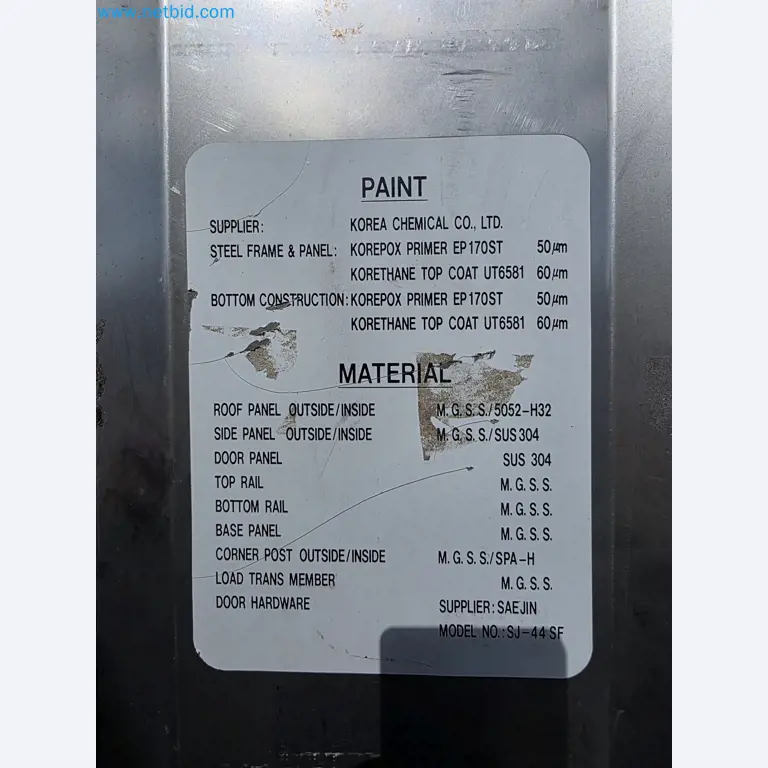 www.netbid.com
PAINT
SUPPLIER: KOREA CHEMICAL CO., LTD.
STEEL FRAME & PANEL: KOREPOX PRIMER EP170ST 50μm
KORETHANE TOP COAT UT6581 60μm
BOTTOM CONSTRUCTION: KOREPOX PRIMER EP170ST 50μm
KORETHANE TOP COAT UT6581 60μm
MATERIAL
ROOF PANEL OUTSIDE/INSIDE M.G.S.S./5052-H32
SIDE PANEL OUTSIDE/INSIDE M.G.S.S./SUS304
DOOR PANEL SUS 304
TOP RAIL M.G.S.S.
BOTTOM RAIL M.G.S.S.
BASE PANEL M.G.S.S.
CORNER POST OUTSIDE/INSIDE M.G.S.S./SPA-H
LOAD TRANS MEMBER M.G.S.S.
DOOR HARDWARE SUPPLIER: SAEJIN
MODEL NO.: SJ-44 SF